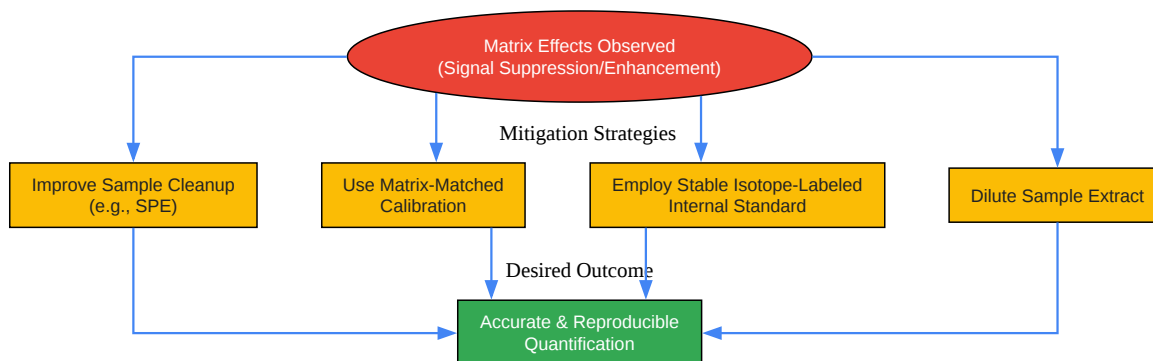 Matrix Effects Observed
(Signal Suppression/Enhancement)
Mitigation Strategies
Improve Sample Cleanup
(e.g., SPE)
Use Matrix-Matched
Calibration
Employ Stable Isotope-Labeled
Internal Standard
Dilute Sample Extract
Desired Outcome
Accurate & Reproducible
Quantification